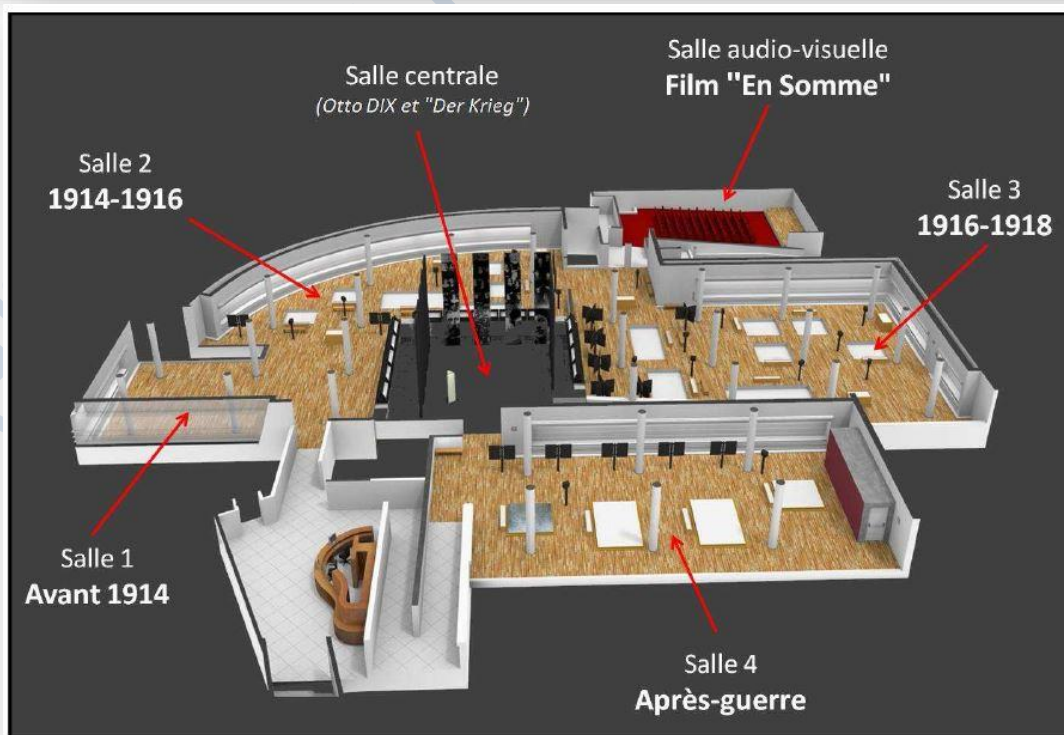 Salle audio-visuelle
Film "En Somme"
Salle centrale
(Otto DIX et "Der Krieg")
Salle 2
1914-1916
Salle 3
1916-1918
Salle 1
Avant 1914
Salle 4
Après-guerre